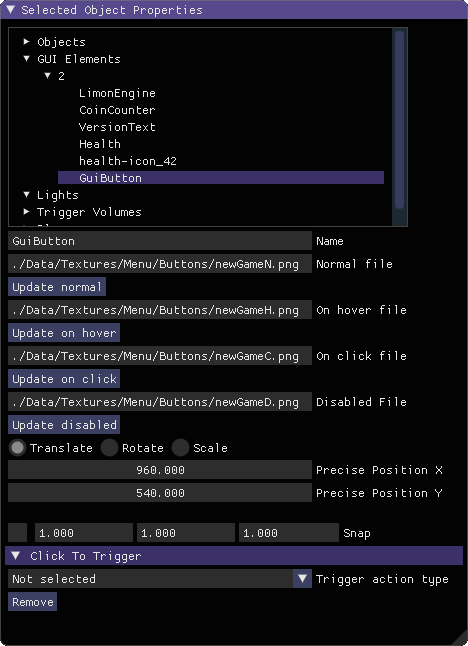 Selected Object Properties
Objects
GUI Elements
2
LimonEngine
CoinCounter
VersionText
Health
health-icon_42
GuiButton
Lights
Trigger Volumes
GuiButton Name
./Data/Textures/Menu/Buttons/newGameN.png Normal file
Update normal
./Data/Textures/Menu/Buttons/newGameH.png On hover file
Update on hover
./Data/Textures/Menu/Buttons/newGameC.png On click file
Update on click
./Data/Textures/Menu/Buttons/newGameD.png Disabled File
Update disabled
Translate Rotate Scale
960.000 Precise Position X
540.000 Precise Position Y
1.000 1.000 1.000 Snap
Click To Trigger
Not selected Trigger action type
Remove